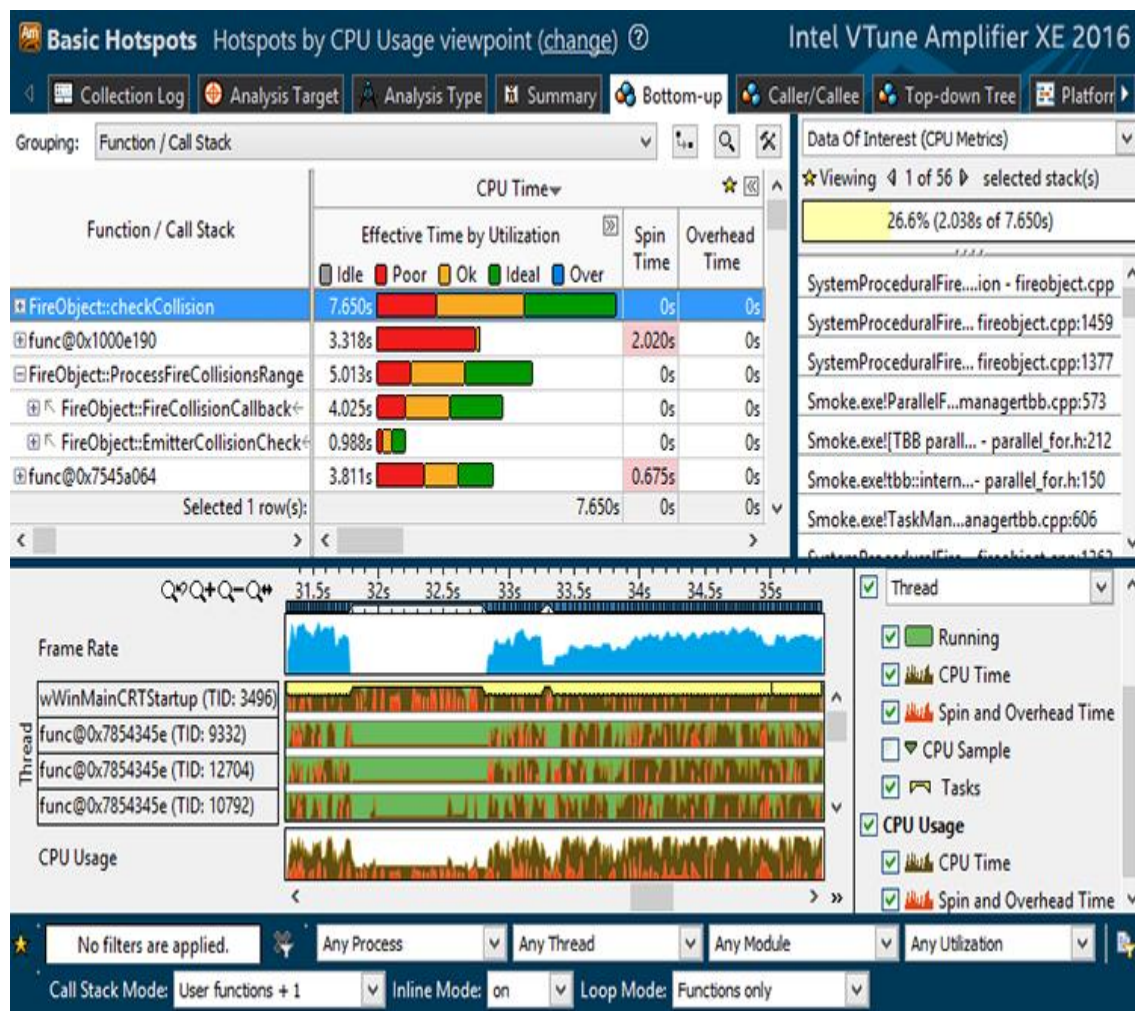 Basic Hotspots Hotspots by CPU Usage viewpoint (change) Intel VTune Amplifier XE 2016
Collection Log Analysis Target Analysis Type Summary Bottom-up Caller/Callee Top-down Tree Platforr
Grouping: Function / Call Stack
Function / Call Stack
CPU Time
Effective Time by Utilization
Idle Poor Ok Ideal Over
Spin Time
Overhead Time
FireObject::checkCollision 7.650s 0s 0s
func@0x1000e190 3.318s 2.020s 0s
FireObject::ProcessFireCollisionsRange 5.013s 0s 0s
FireObject::FireCollisionCallback 4.025s 0s 0s
FireObject::EmitterCollisionCheck 0.988s 0s 0s
func@0x7545a064 3.811s 0.675s 0s
Selected 1 row(s): 7.650s 0s 0s
Data Of Interest (CPU Metrics)
Viewing 1 of 56 selected stack(s)
26.6% (2.038s of 7.650s)
SystemProceduralFire....ion - fireobject.cpp
SystemProceduralFire... fireobject.cpp:1459
SystemProceduralFire... fireobject.cpp:1377
Smoke.exe!ParallelF...managertbb.cpp:573
Smoke.exe![TBB parall... - parallel_for.h:212
Smoke.exe!tbb::intern...- parallel_for.h:150
Smoke.exe!TaskMan...anagertbb.cpp:606
31.5s 32s 32.5s 33s 33.5s 34s 34.5s 35s
Frame Rate
Thread
wWinMainCRTStartup (TID: 3496)
func@0x7854345e (TID: 9332)
func@0x7854345e (TID: 12704)
func@0x7854345e (TID: 10792)
CPU Usage
Thread
Running
CPU Time
Spin and Overhead Time
CPU Sample
Tasks
CPU Usage
CPU Time
Spin and Overhead Time
No filters are applied. Any Process Any Thread Any Module Any Utilization
Call Stack Mode: User functions + 1 Inline Mode: on Loop Mode: Functions only